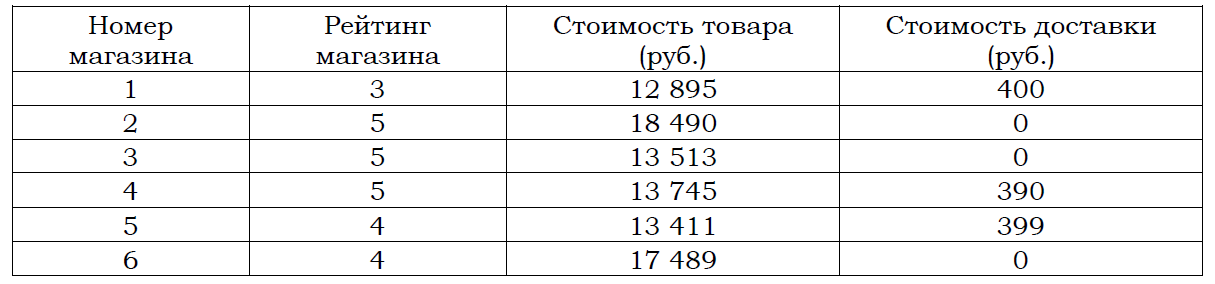 Номер магазина Рейтинг магазина Стоимость товара (руб.) Стоимость доставки (руб.)
1 3 12 895 400
2 5 18 490 0
3 5 13 513 0
4 5 13 745 390
5 4 13 411 399
6 4 17 489 0